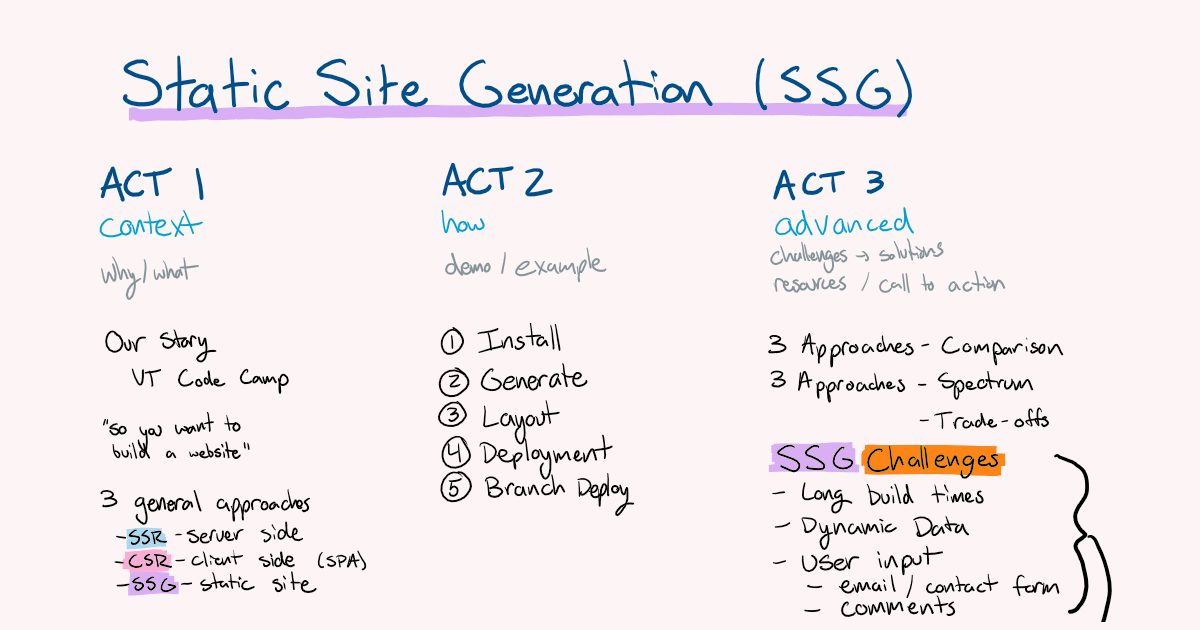 Static Site Generation (SSG)
ACT 1
context
why/what
Our Story
VT Code Camp
"so you want to
build a website"
3 general approaches
- SSR - server side
- CSR - client side (SPA)
- SSG - static site
ACT 2
how
demo / example
① Install
② Generate
③ Layout
④ Deployment
⑤ Branch Deploy
ACT 3
advanced
challenges → solutions
resources / call to action
3 Approaches - Comparison
3 Approaches - Spectrum
- Trade-offs
SSG Challenges
- Long build times
- Dynamic Data
- User input
- email / contact form
- comments